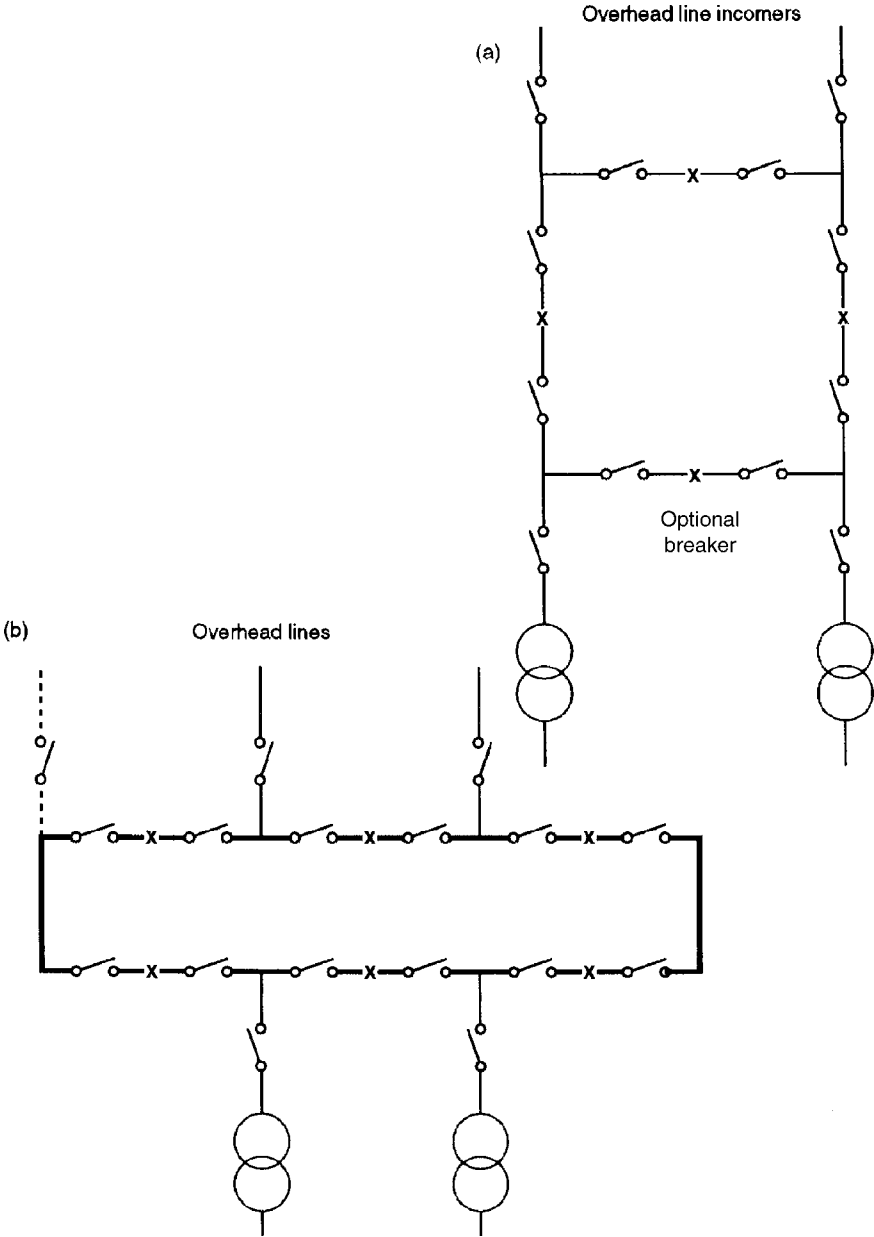 Overhead line incomers
(a)
X
X
X
X
Optional
breaker
(b)
Overhead lines
X
X
X
X
X
X